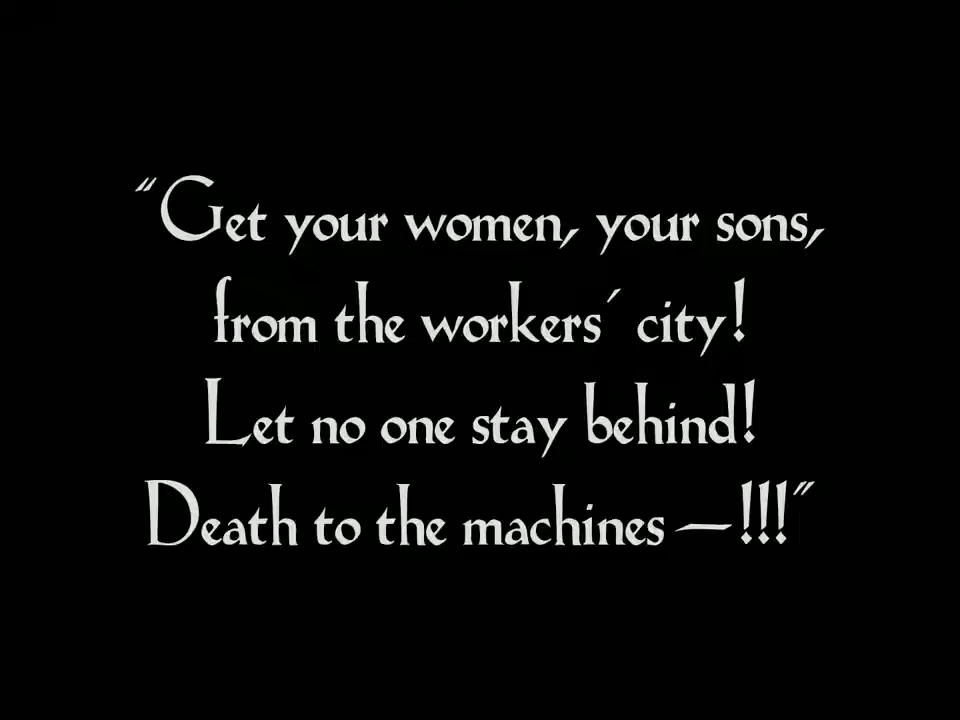 “Get your women, your sons,
from the workers´ city!
Let no one stay behind!
Death to the machines—!!!”